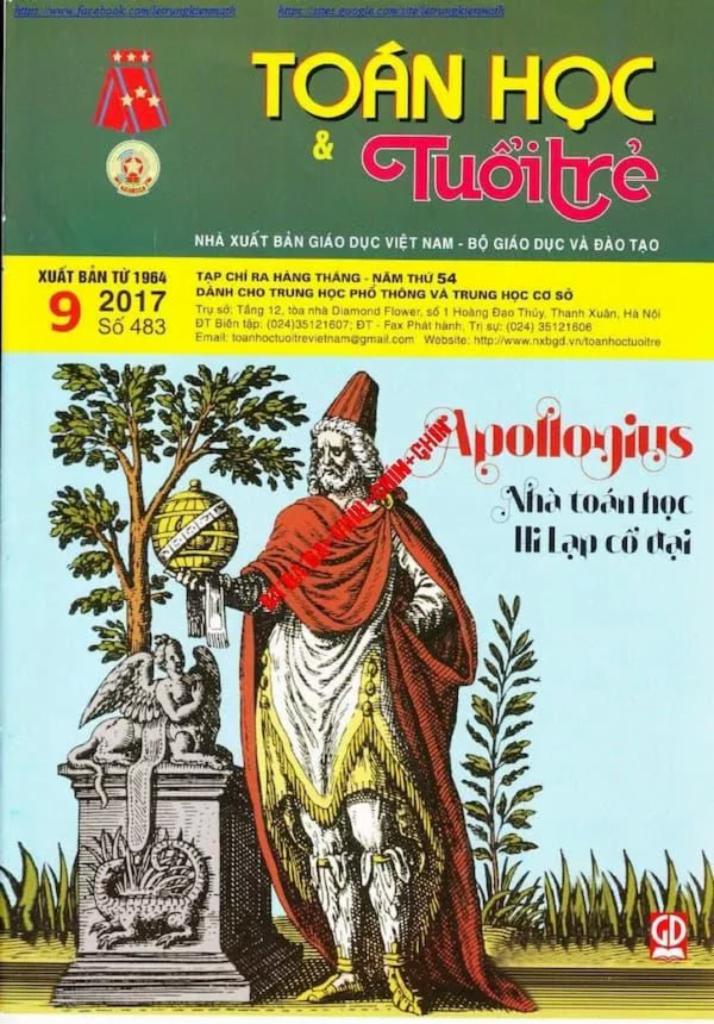 https://www.facebook.com/letrungkienmath https://sites.google.com/site/letrungkienmath
TOÁN HỌC
& Tuổi trẻ
NHÀ XUẤT BẢN GIÁO DỤC VIỆT NAM - BỘ GIÁO DỤC VÀ ĐÀO TẠO
XUẤT BẢN TỪ 1964
9 2017
Số 483
TẠP CHÍ RA HÀNG THÁNG - NĂM THỨ 54
DÀNH CHO TRUNG HỌC PHỔ THÔNG VÀ TRUNG HỌC CƠ SỞ
Trụ sở: Tầng 12, tòa nhà Diamond Flower, số 1 Hoàng Đạo Thúy, Thanh Xuân, Hà Nội
ĐT Biên tập: (024)35121607; ĐT - Fax Phát hành, Trị sự: (024) 35121606
Email: toanhoctuoitrevietnam@gmail.com Website: http://www.nxbgd.vn/toanhoctuoitre
Apollogius
Nhà toán học
Hi Lạp cổ đại
CHÍN+CHÍN
GD